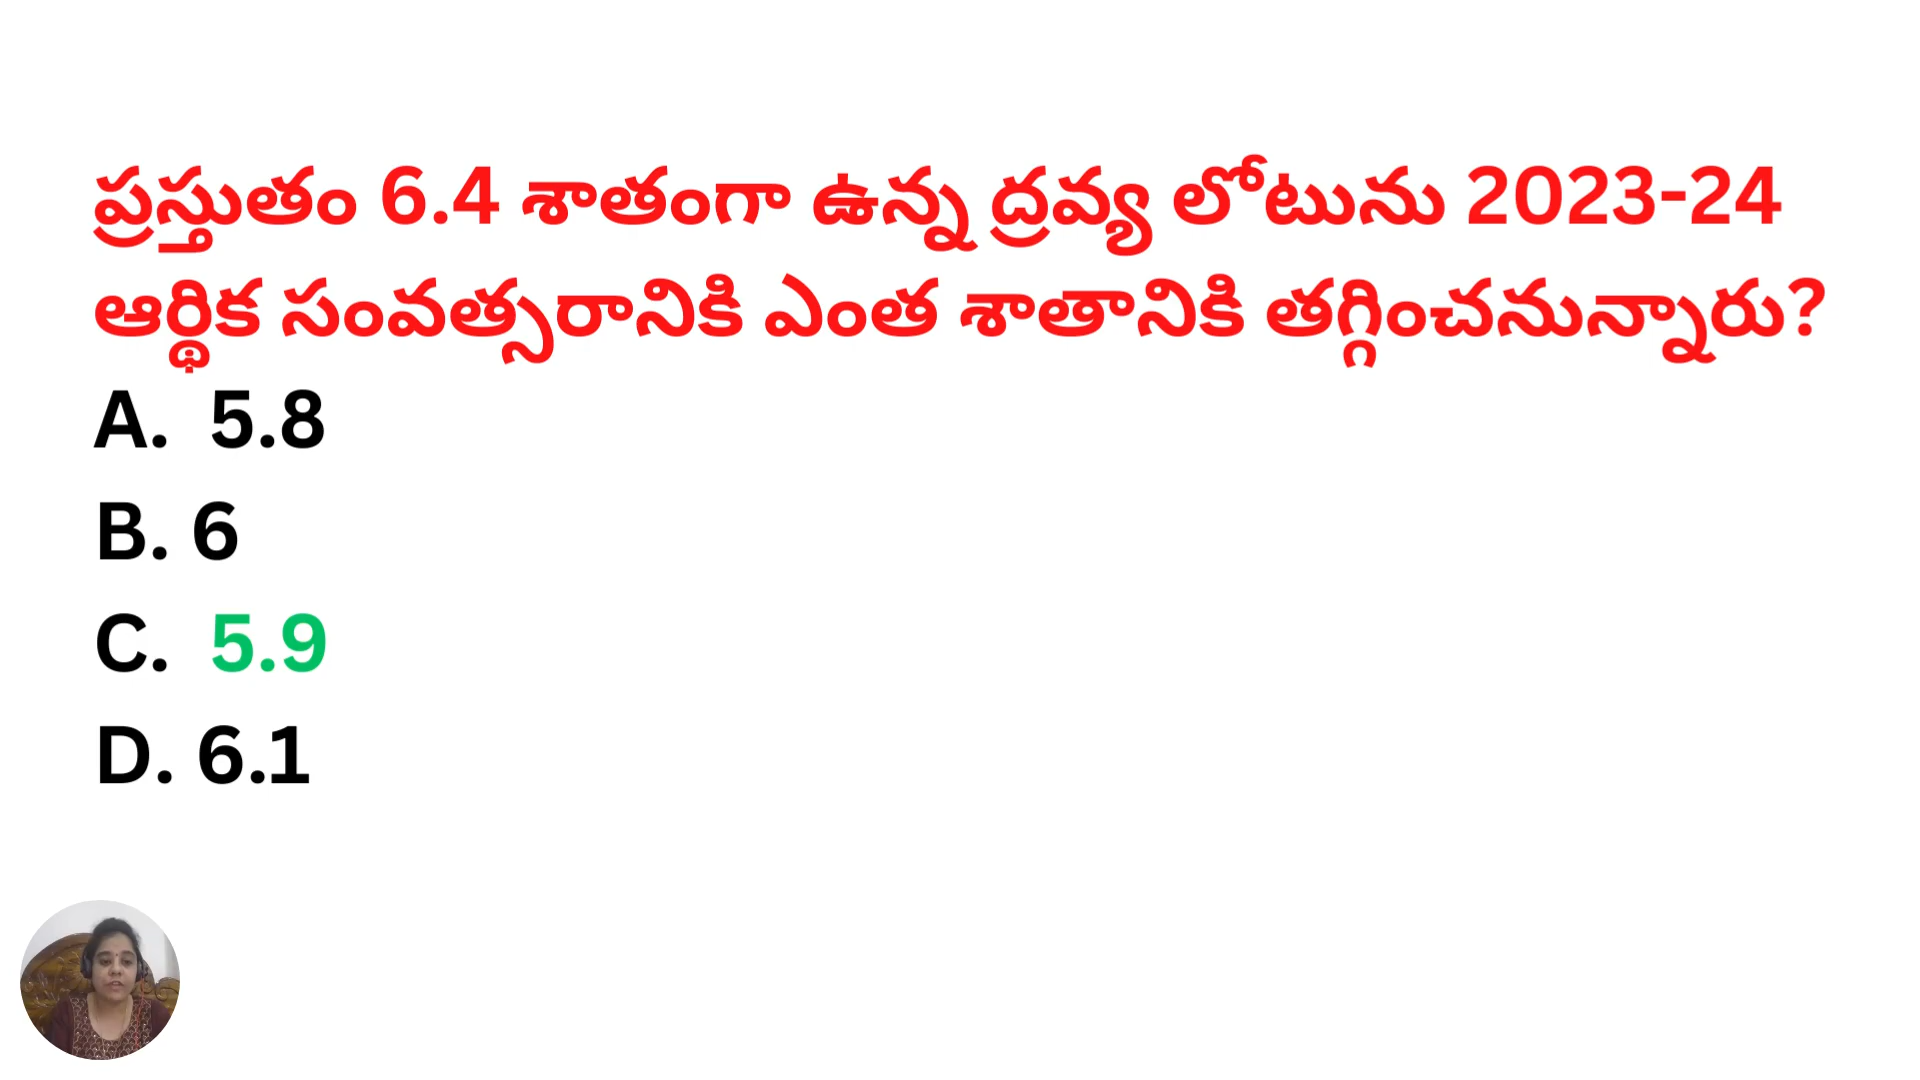 ప్రస్తుతం 6.4 శాతంగా ఉన్న ద్రవ్య లోటును 2023-24
ఆర్థిక సంవత్సరానికి ఎంత శాతానికి తగ్గించనున్నారు?
A. 5.8
B. 6
C. 5.9
D. 6.1